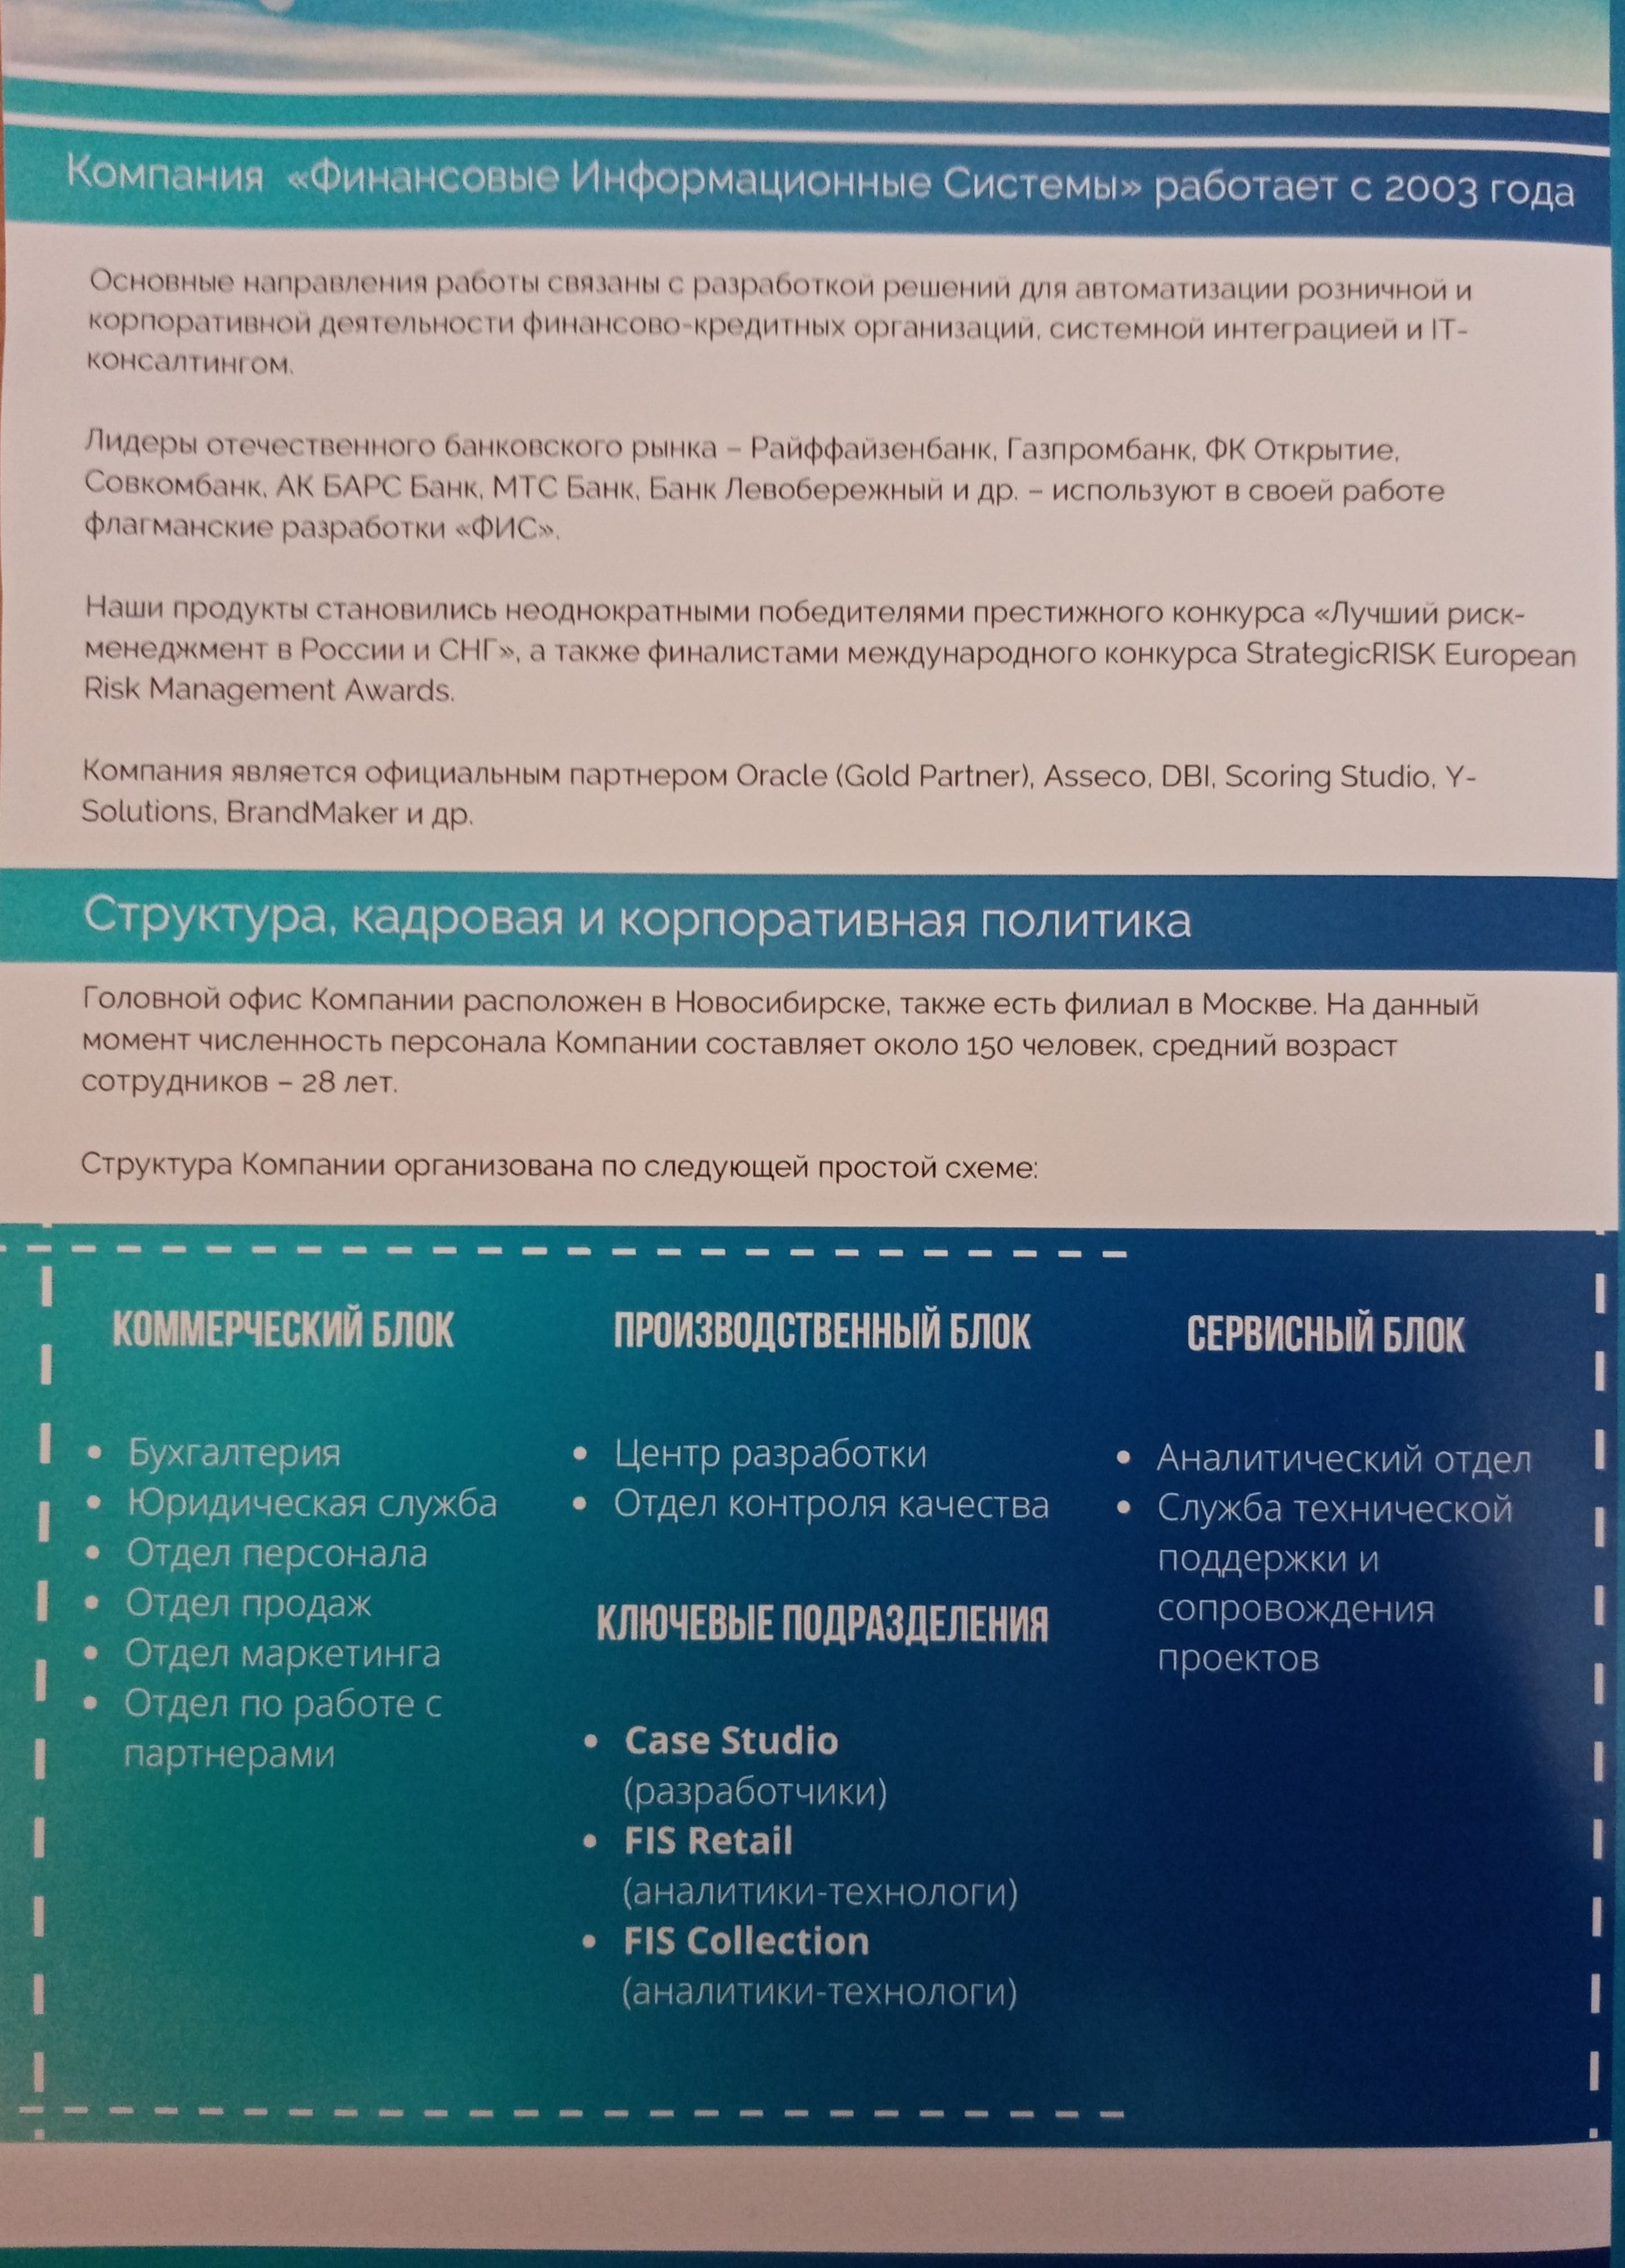 Компания «Финансовые Информационные Системы» работает с 2003 года
Основные направления работы связаны с разработкой решений для автоматизации розничной и
корпоративной деятельности финансово-кредитных организаций, системной интеграцией и IT-
консалтингом.
Лидеры отечественного банковского рынка – Райффайзенбанк, Газпромбанк, ФК Открытие,
Совкомбанк, АК БАРС Банк, МТС Банк, Банк Левобережный и др. – используют в своей работе
флагманские разработки «ФИС».
Наши продукты становились неоднократными победителями престижного конкурса «Лучший риск-
менеджмент в России и СНГ», а также финалистами международного конкурса StrategicRISK European
Risk Management Awards.
Компания является официальным партнером Oracle (Gold Partner), Asseco, DBI, Scoring Studio, Y-
Solutions, BrandMaker и др.
Структура, кадровая и корпоративная политика
Головной офис Компании расположен в Новосибирске, также есть филиал в Москве. На данный
момент численность персонала Компании составляет около 150 человек, средний возраст
сотрудников – 28 лет.
Структура Компании организована по следующей простой схеме:
КОММЕРЧЕСКИЙ БЛОК
• Бухгалтерия
• Юридическая служба
• Отдел персонала
• Отдел продаж
• Отдел маркетинга
• Отдел по работе с
партнерами
ПРОИЗВОДСТВЕННЫЙ БЛОК
• Центр разработки
• Отдел контроля качества
КЛЮЧЕВЫЕ ПОДРАЗДЕЛЕНИЯ
• Case Studio
(разработчики)
• FIS Retail
(аналитики-технологи)
• FIS Collection
(аналитики-технологи)
СЕРВИСНЫЙ БЛОК
• Аналитический отдел
• Служба технической
поддержки и
сопровождения
проектов